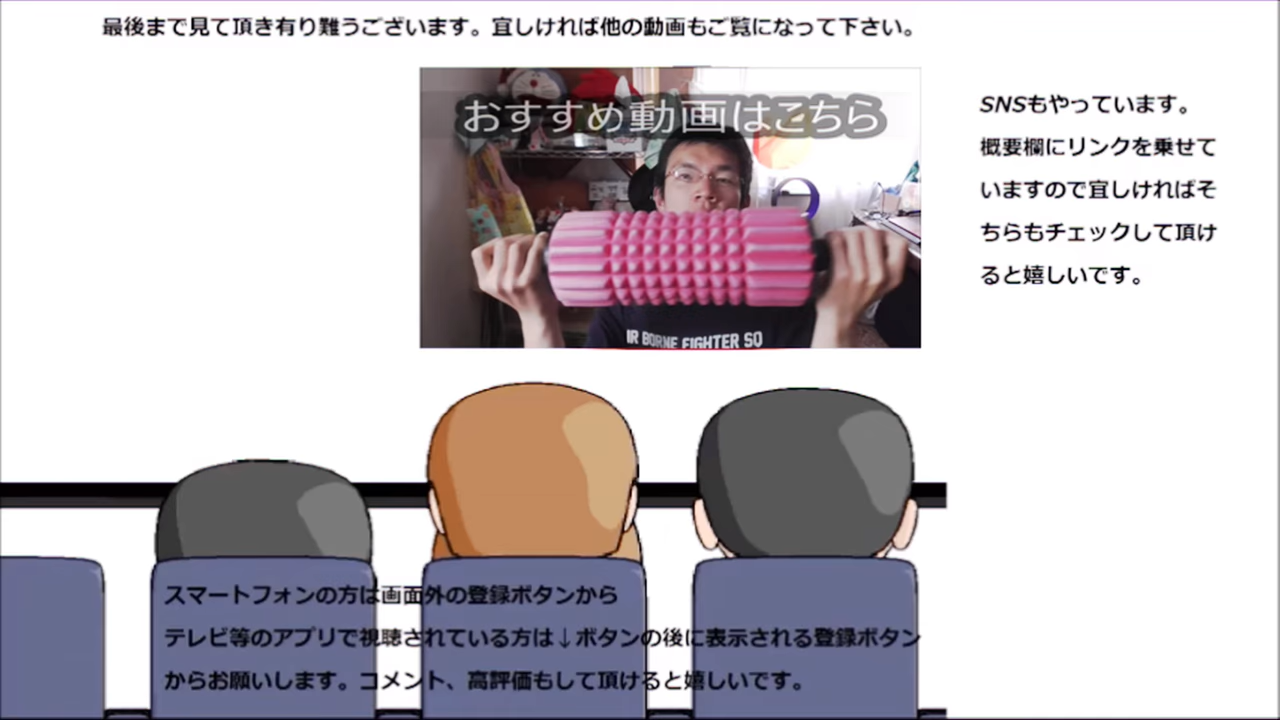 最後まで見て頂き有り難うございます。宜しければ他の動画もご覧になって下さい。
おすすめ動画はこちら
IR BORNE FIGHTER SQ
SNSもやっています。
概要欄にリンクを乗せて
いますので宜しければそ
ちらもチェックして頂け
ると嬉しいです。
スマートフォンの方は画面外の登録ボタンから
テレビ等のアプリで視聴されている方は↓ボタンの後に表示される登録ボタン
からお願いします。コメント、高評価もして頂けると嬉しいです。